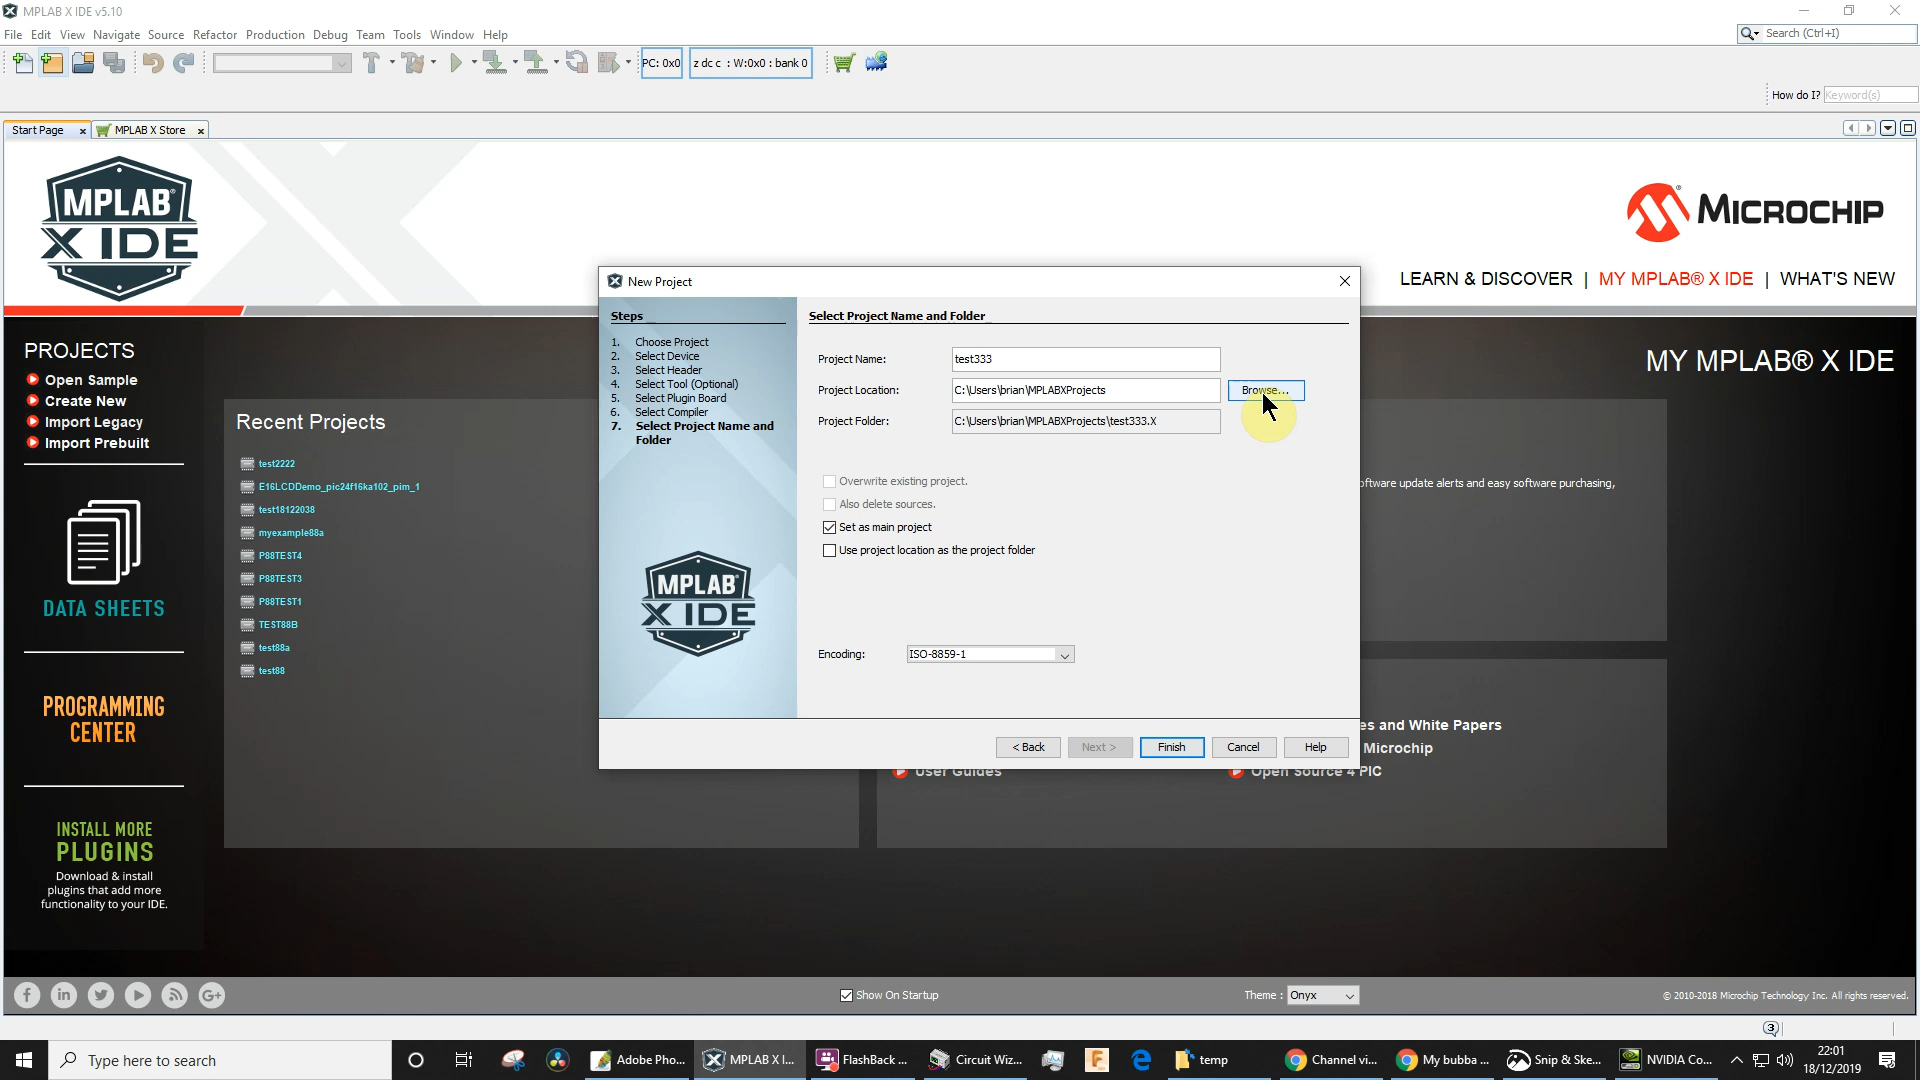 MPLAB X IDE v5.10
File Edit View Navigate Source Refactor Production Debug Team Tools Window Help
Search (Ctrl+I)
PC: 0x0
z dc c : W:0x0 : bank 0
How do I? Keyword(s)
Start Page
MPLAB X Store
MPLAB®
X IDE
MICROCHIP
LEARN & DISCOVER | MY MPLAB® X IDE | WHAT'S NEW
PROJECTS
Open Sample
Create New
Import Legacy
Import Prebuilt
DATA SHEETS
PROGRAMMING
CENTER
INSTALL MORE
PLUGINS
Download & install
plugins that add more
functionality to your IDE.
Recent Projects
test2222
E16LCDDemo_pic24f16ka102_pim_1
test18122038
myexample88a
P88TEST4
P88TEST3
P88TEST1
TEST88B
test88a
test88
MY MPLAB® X IDE
New Project
Steps
1. Choose Project
2. Select Device
3. Select Header
4. Select Tool (Optional)
5. Select Plugin Board
6. Select Compiler
7. Select Project Name and
Folder
MPLAB®
X IDE
Select Project Name and Folder
Project Name: test333
Project Location: C:\Users\brian\MPLABXProjects Browse...
Project Folder: C:\Users\brian\MPLABXProjects\test333.X
Overwrite existing project.
Also delete sources.
Set as main project
Use project location as the project folder
Encoding: ISO-8859-1
< Back Next > Finish Cancel Help
ftware update alerts and easy software purchasing,
es and White Papers
Microchip
User Guides
Open Source 4 PIC
Show On Startup
Theme : Onyx
© 2010-2018 Microchip Technology Inc. All rights reserved.
3
Type here to search
Adobe Pho...
MPLAB X I...
FlashBack ...
Circuit Wiz...
temp
Channel vi...
My bubba ...
Snip & Ske...
NVIDIA Co...
22:01
18/12/2019